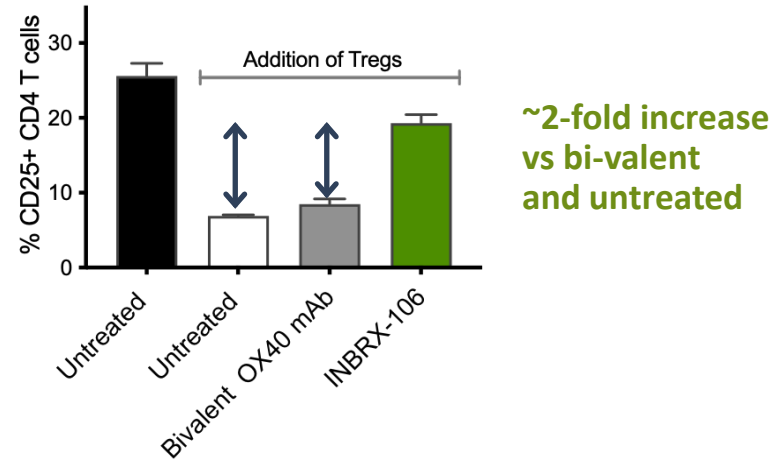 % CD25+ CD4 T cells
30
20
10
0
Addition of Tregs
Untreated
Untreated
Bivalent OX40 mAb
INBRX-106
~2-fold increase
vs bi-valent
and untreated